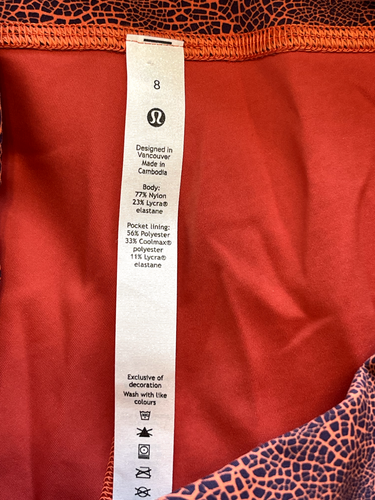 8
Designed in
Vancouver
Made in
Cambodia
Body:
77% Nylon
23% Lycra®
elastane
Pocket lining:
56% Polyester
33% Coolmax®
polyester
11% Lycra®
elastane
Exclusive of
decoration
Wash with like
colours